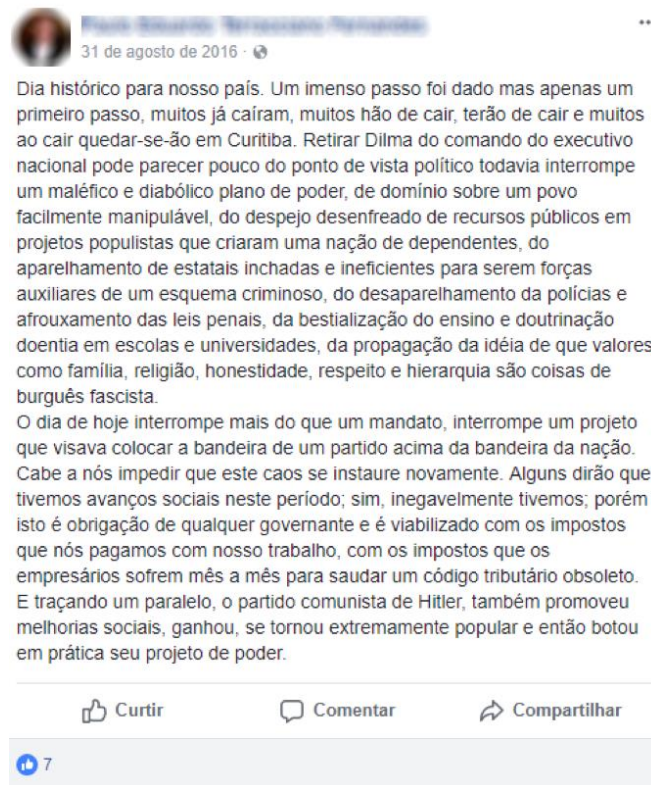 31 de agosto de 2016 ·
Dia histórico para nosso país. Um imenso passo foi dado mas apenas um
primeiro passo, muitos já caíram, muitos hão de cair, terão de cair e muitos
ao cair quedar-se-ão em Curitiba. Retirar Dilma do comando do executivo
nacional pode parecer pouco do ponto de vista político todavia interrompe
um maléfico e diabólico plano de poder, de domínio sobre um povo
facilmente manipulável, do despejo desenfreado de recursos públicos em
projetos populistas que criaram uma nação de dependentes, do
aparelhamento de estatais inchadas e ineficientes para serem forças
auxiliares de um esquema criminoso, do desaparelhamento da polícias e
afrouxamento das leis penais, da bestialização do ensino e doutrinação
doentia em escolas e universidades, da propagação da idéia de que valores
como família, religião, honestidade, respeito e hierarquia são coisas de
burguês fascista.
O dia de hoje interrompe mais do que um mandato, interrompe um projeto
que visava colocar a bandeira de um partido acima da bandeira da nação.
Cabe a nós impedir que este caos se instaure novamente. Alguns dirão que
tivemos avanços sociais neste período; sim, inegavelmente tivemos; porém
isto é obrigação de qualquer governante e é viabilizado com os impostos
que nós pagamos com nosso trabalho, com os impostos que os
empresários sofrem mês a mês para saudar um código tributário obsoleto.
E traçando um paralelo, o partido comunista de Hitler, também promoveu
melhorias sociais, ganhou, se tornou extremamente popular e então botou
em prática seu projeto de poder.
Curtir Comentar Compartilhar
7